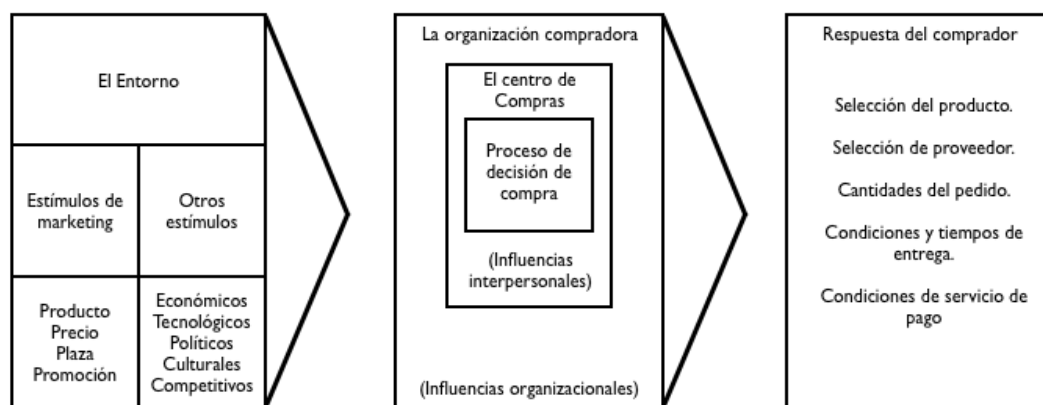 El Entorno
Estímulos de
marketing
Otros
estímulos
Producto
Precio
Plaza
Promoción
Económicos
Tecnológicos
Políticos
Culturales
Competitivos
La organización compradora
El centro de
Compras
Proceso de
decisión de
compra
(Influencias
interpersonales)
(Influencias organizacionales)
Respuesta del comprador
Selección del producto.
Selección de proveedor.
Cantidades del pedido.
Condiciones y tiempos de
entrega.
Condiciones de servicio de
pago